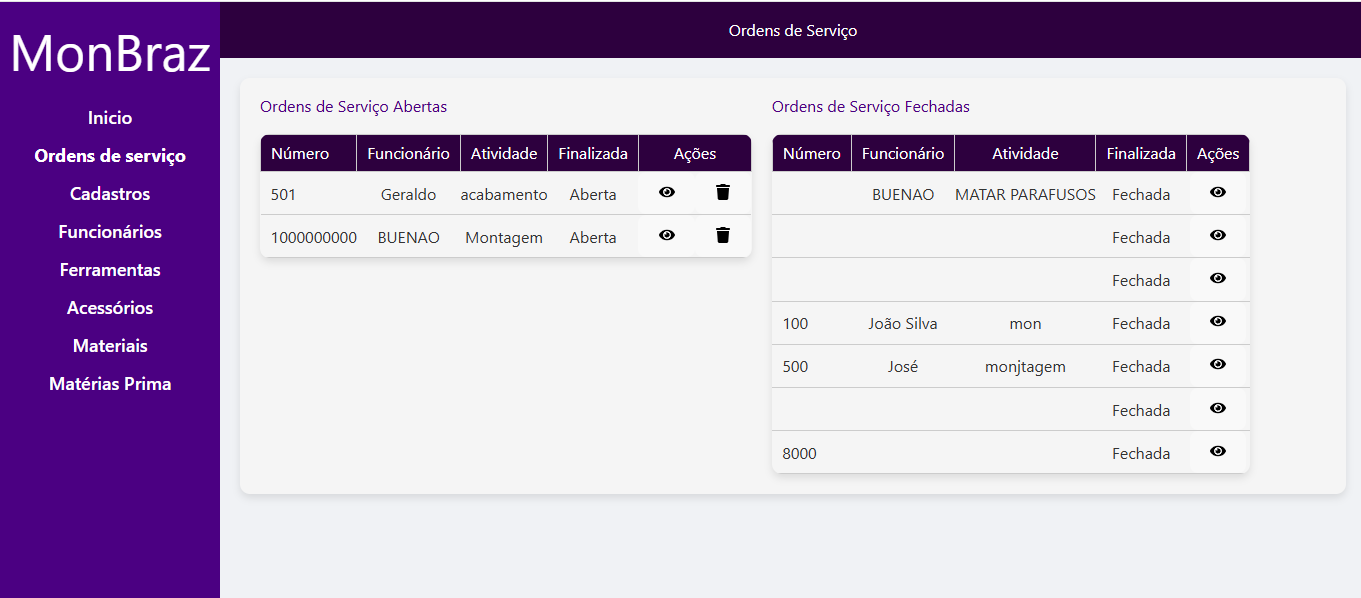 MonBraz
Inicio
Ordens de serviço
Cadastros
Funcionários
Ferramentas
Acessórios
Materiais
Matérias Prima
Ordens de Serviço
Ordens de Serviço Abertas
Número Funcionário Atividade Finalizada Ações
501 Geraldo acabamento Aberta
1000000000 BUENAO Montagem Aberta
Ordens de Serviço Fechadas
Número Funcionário Atividade Finalizada Ações
BUENAO MATAR PARAFUSOS Fechada
Fechada
Fechada
100 João Silva mon Fechada
500 José monjtagem Fechada
Fechada
8000 Fechada